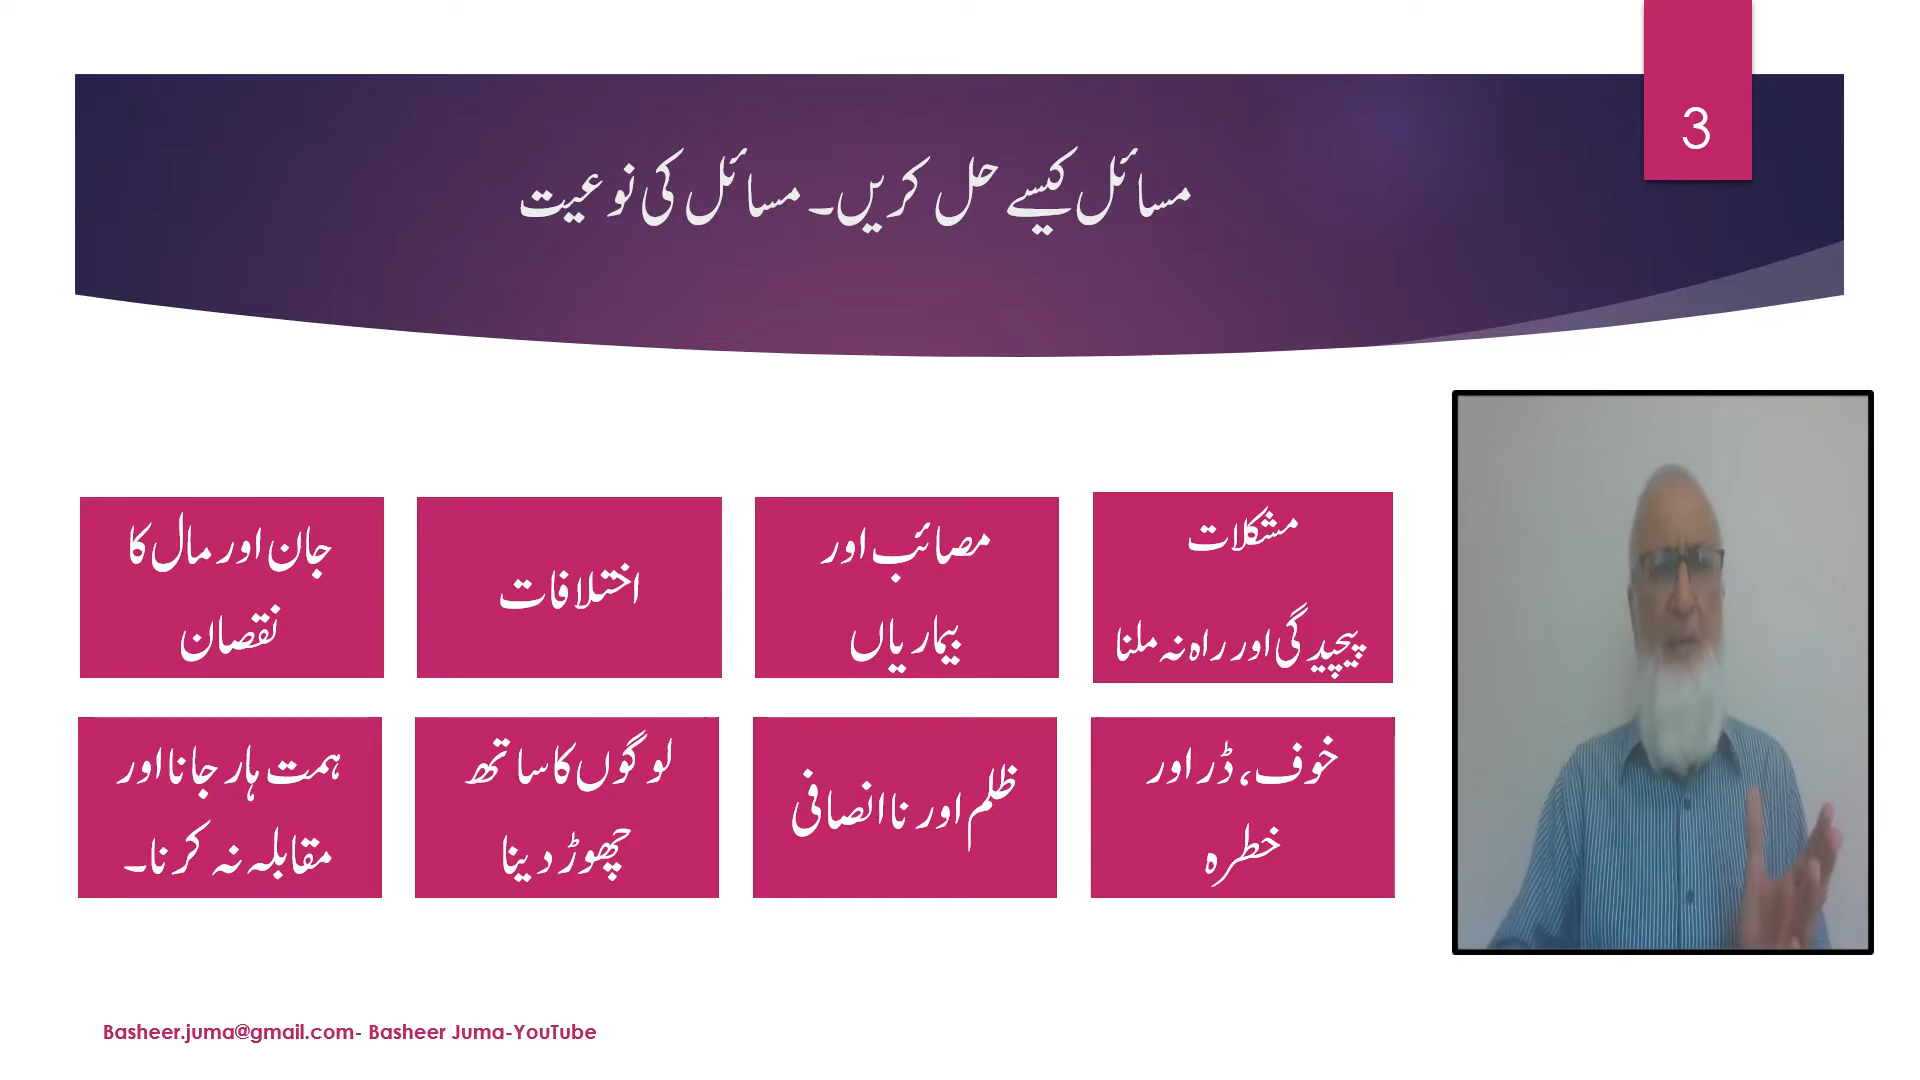 3
مسائل کیسے حل کریں۔ مسائل کی نوعیت
مشکلات
پیچیدگی اور راہ نہ ملنا
مصائب اور
بیماریاں
اختلافات
جان اور مال کا
نقصان
خوف، ڈر اور
خطرہ
ظلم اور ناانصافی
لوگوں کا ساتھ
چھوڑ دینا
ہمت ہار جانا اور
مقابلہ نہ کرنا۔
Basheer.juma@gmail.com- Basheer Juma-YouTube